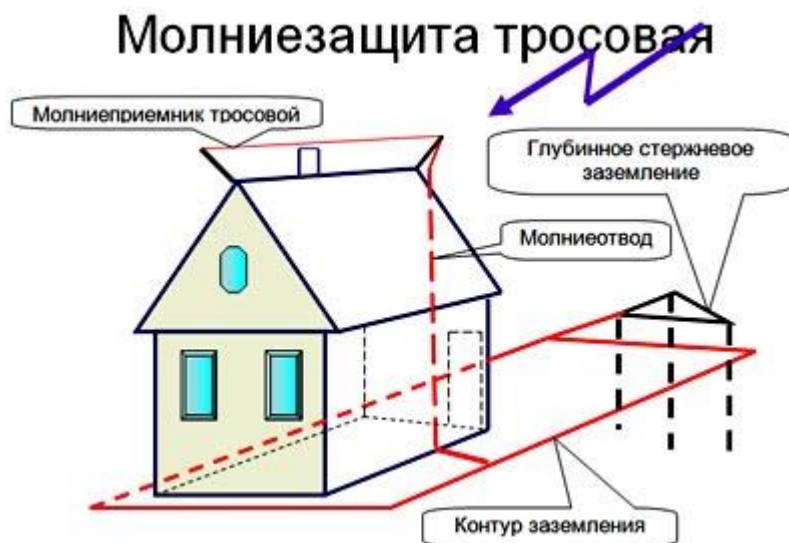 Молниезащита тросовая
Молниеприемник тросовой
Глубинное стержневое
заземление
Молниеотвод
Контур заземления